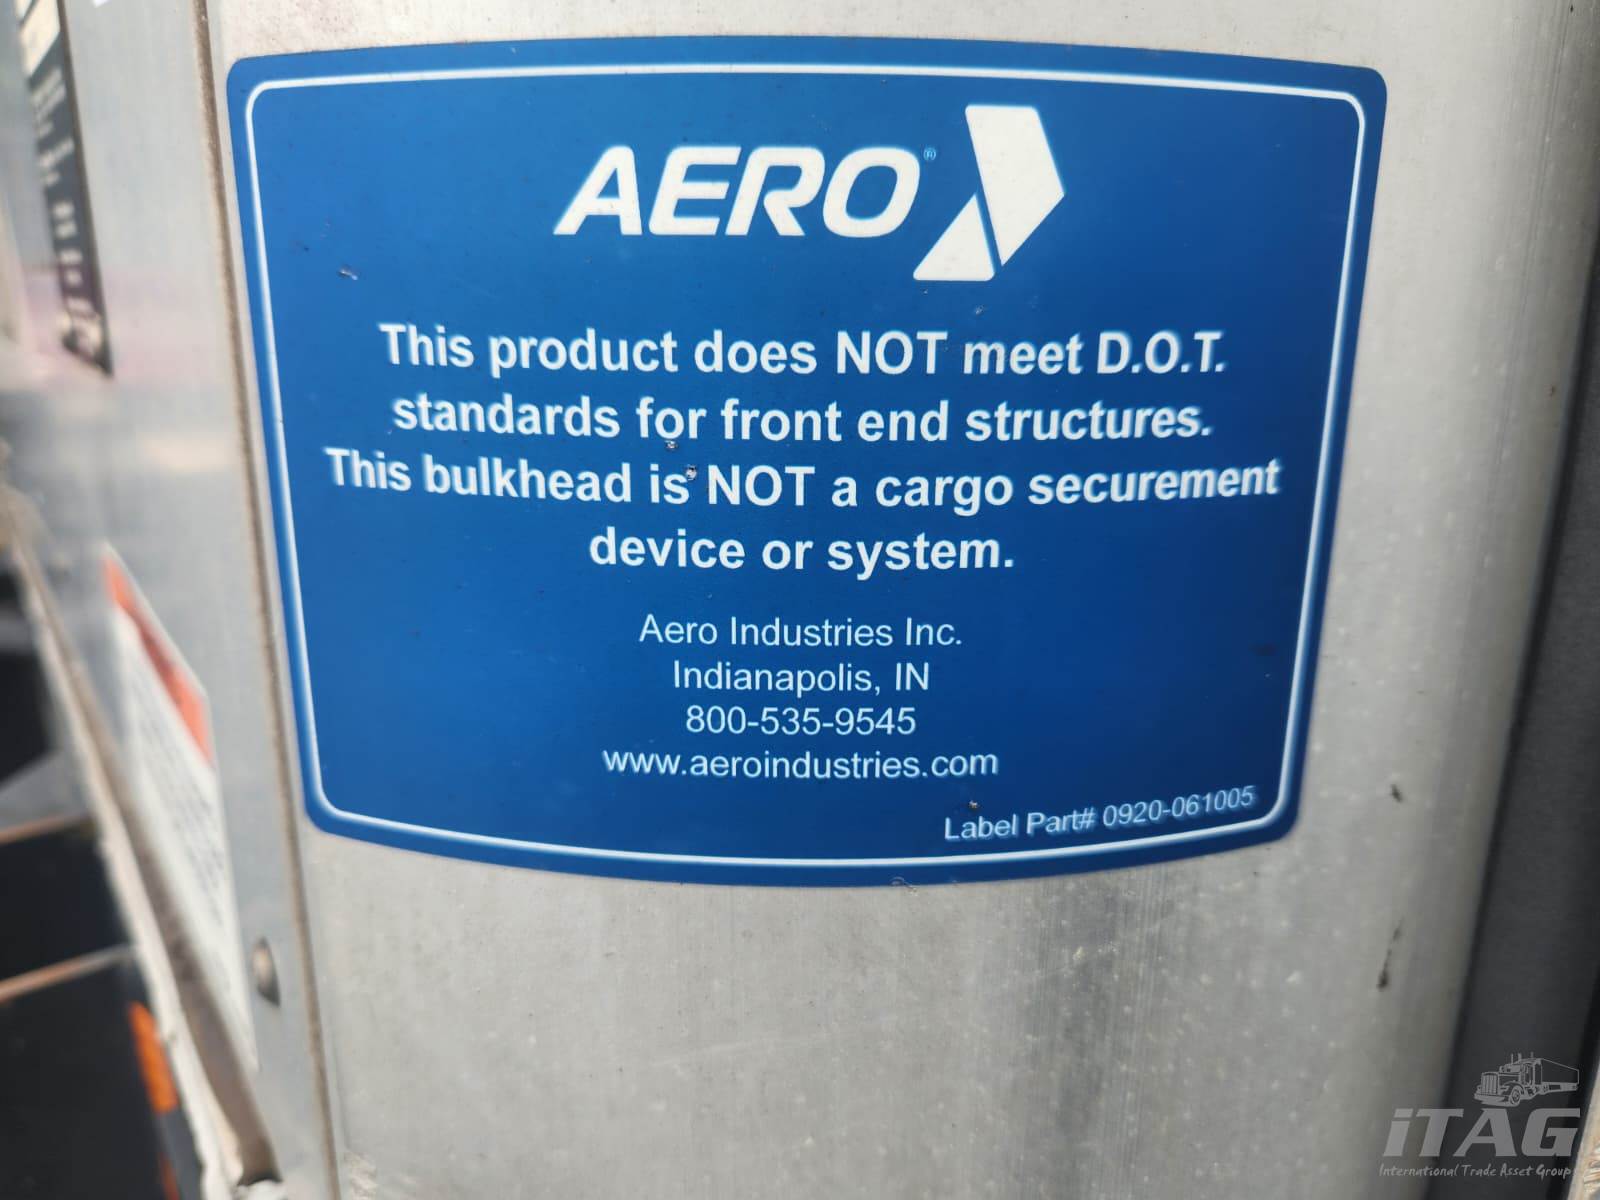 AERO®
This product does NOT meet D.O.T.
standards for front end structures.
This bulkhead is NOT a cargo securement
device or system.
Aero Industries Inc.
Indianapolis, IN
800-535-9545
www.aeroindustries.com
Label Part# 0920-061005
iTAG
International Trade Asset Group